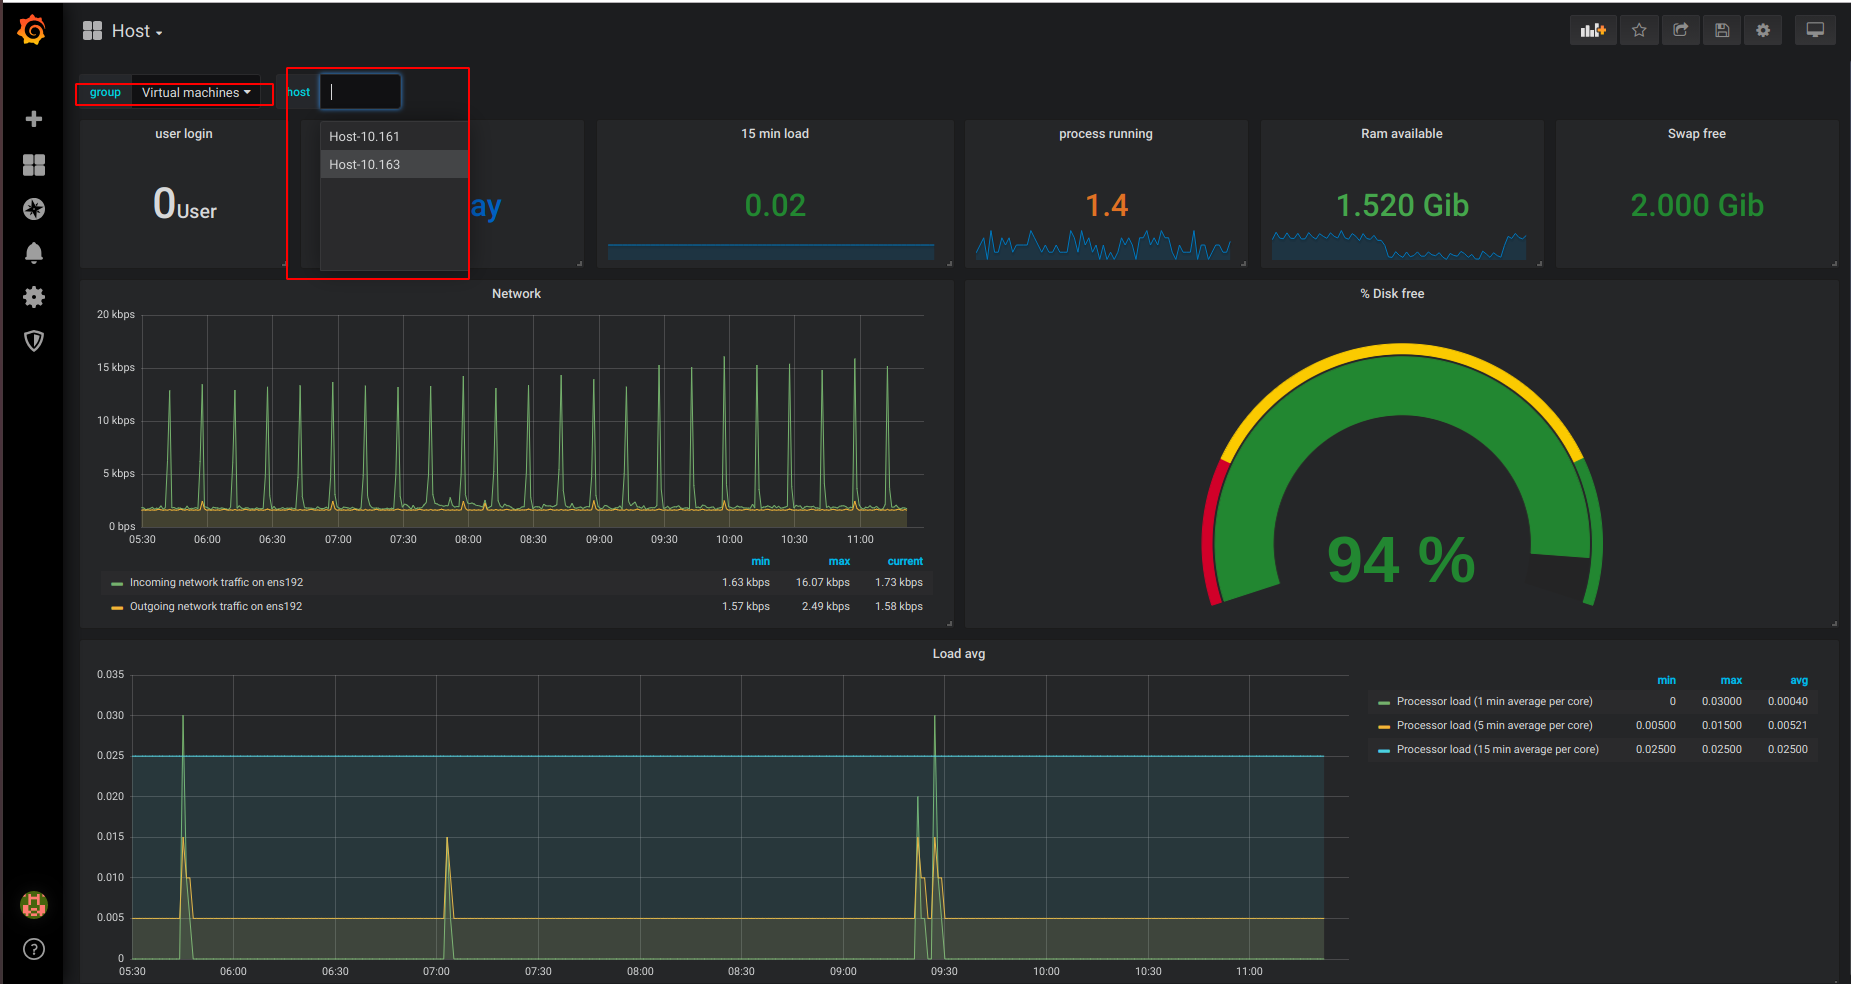 Host
group Virtual machines host
Host-10.161
Host-10.163
user login
0User
ay
15 min load
0.02
process running
1.4
Ram available
1.520 Gib
Swap free
2.000 Gib
Network
20 kbps
15 kbps
10 kbps
5 kbps
0 bps
05:30 06:00 06:30 07:00 07:30 08:00 08:30 09:00 09:30 10:00 10:30 11:00
min max current
Incoming network traffic on ens192 1.63 kbps 16.07 kbps 1.73 kbps
Outgoing network traffic on ens192 1.57 kbps 2.49 kbps 1.58 kbps
% Disk free
94 %
Load avg
0.035
0.030
0.025
0.020
0.015
0.010
0.005
0
05:30 06:00 06:30 07:00 07:30 08:00 08:30 09:00 09:30 10:00 10:30 11:00
min max avg
Processor load (1 min average per core) 0 0.03000 0.00040
Processor load (5 min average per core) 0.00500 0.01500 0.00521
Processor load (15 min average per core) 0.02500 0.02500 0.02500